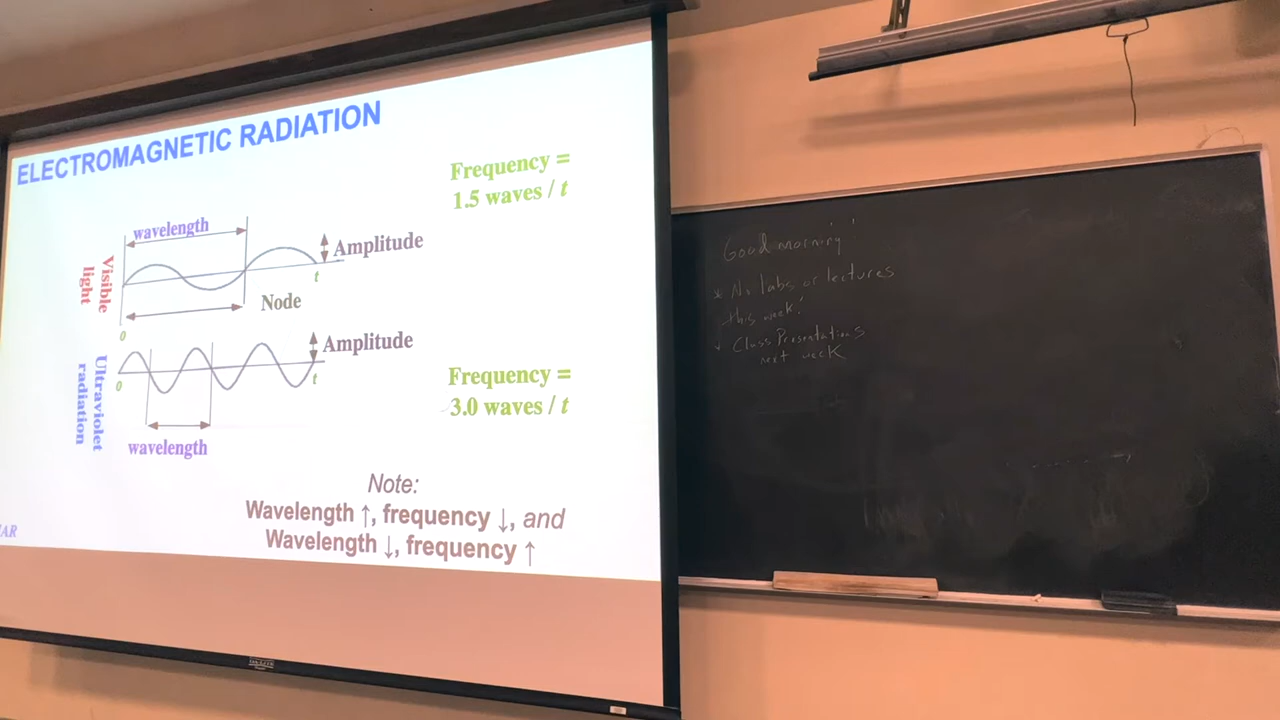 ELECTROMAGNETIC RADIATION
Frequency =
1.5 waves / t
wavelength
Amplitude
Visible
light
t
Node
0
Amplitude
Ultraviolet
radiation
0
t
wavelength
Frequency =
3.0 waves / t
Note:
Wavelength ↑, frequency ↓, and
Wavelength ↓, frequency ↑
AR
Good morning
* No labs or lectures
this week!
Class Presentations
next week